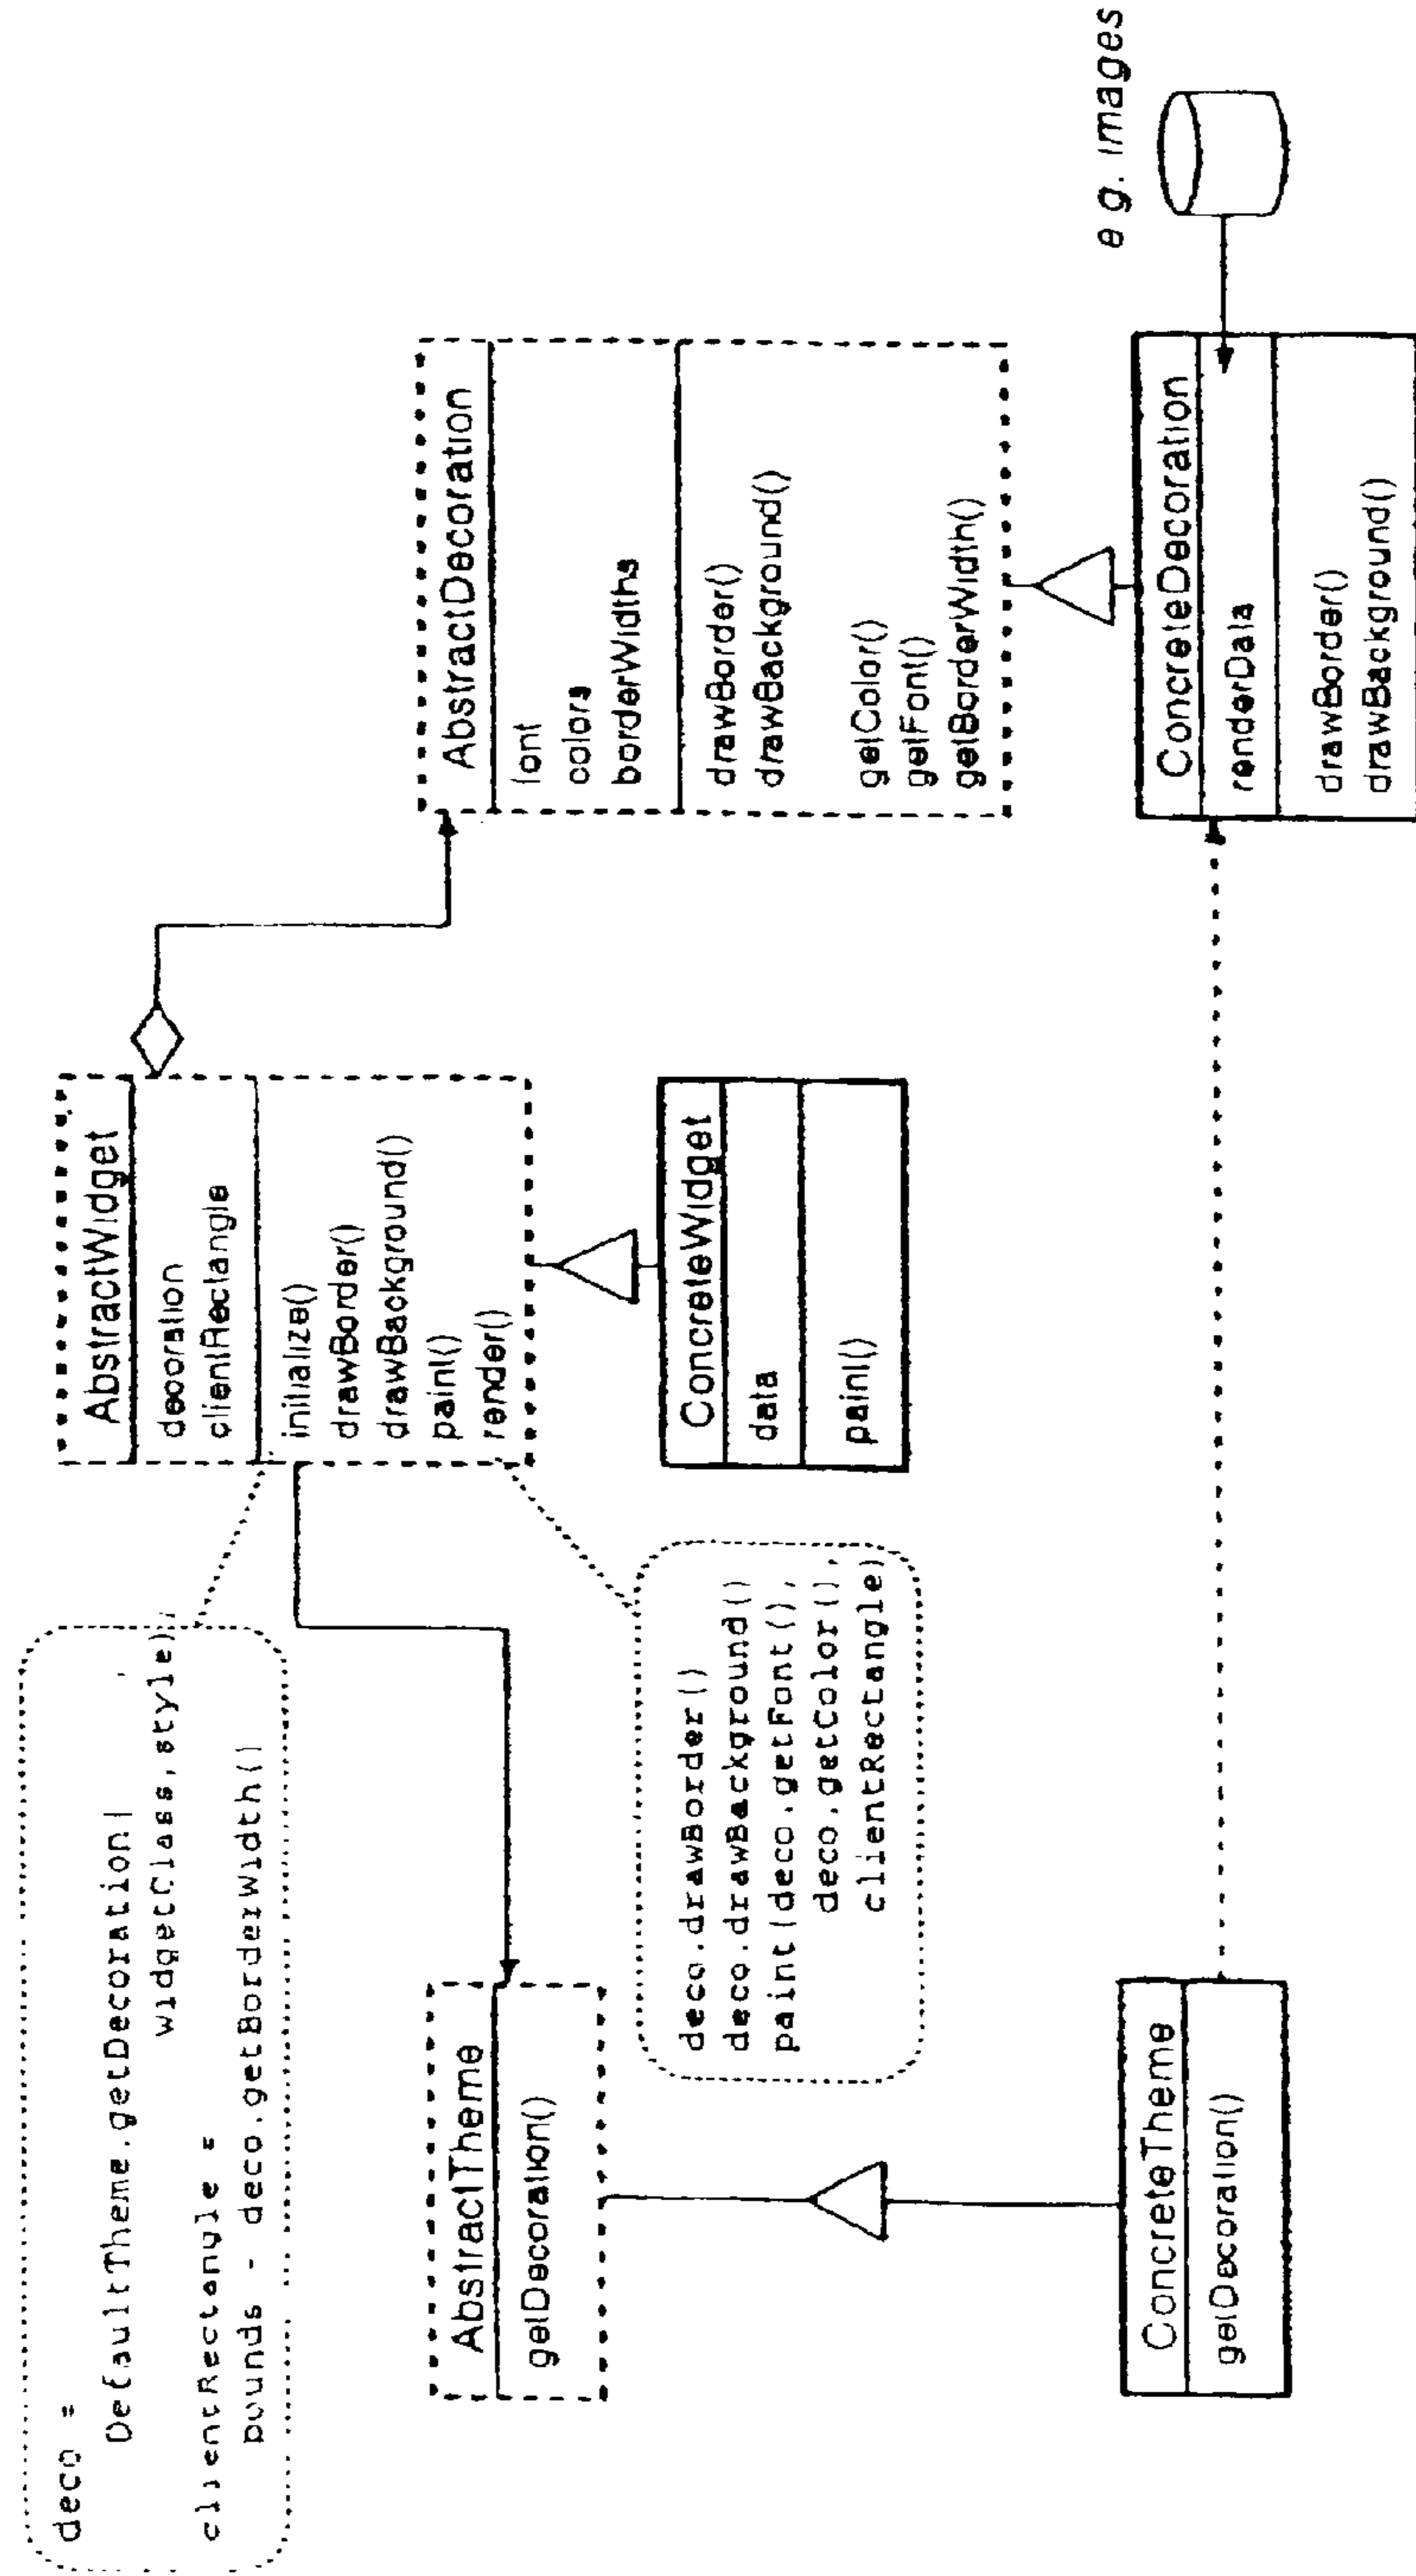 deco =
DefaultTheme.getDecoration(
widgetClass,style),
clientRectangle =
bounds - deco.getBorderWidth()
AbstractWidget
decoration
clientRectangle
initialize()
drawBorder()
drawBackground()
paint()
render()
AbstractTheme
getDecoration()
deco.drawBorder()
deco.drawBackground()
paint(deco.getFont(),
deco.getColor(),
clientRectangle)
ConcreteWidget
data
paint()
AbstractDecoration
font
colors
borderWidths
drawBorder()
drawBackground()
getColor()
getFont()
getBorderWidth()
ConcreteTheme
getDecoration()
ConcreteDecoration
renderData
drawBorder()
drawBackground()
e g. images